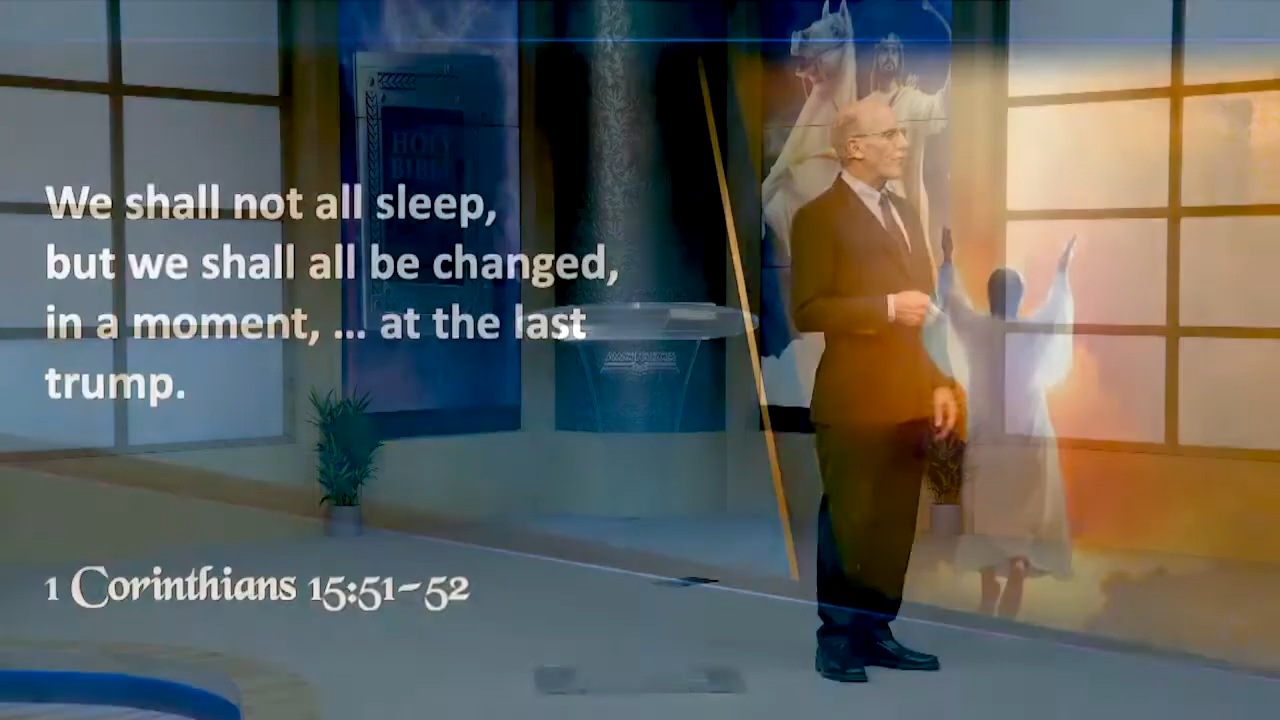 HOLY
BIBLE
We shall not all sleep,
but we shall all be changed,
in a moment, ... at the last
trump.
1 Corinthians 15:51-52